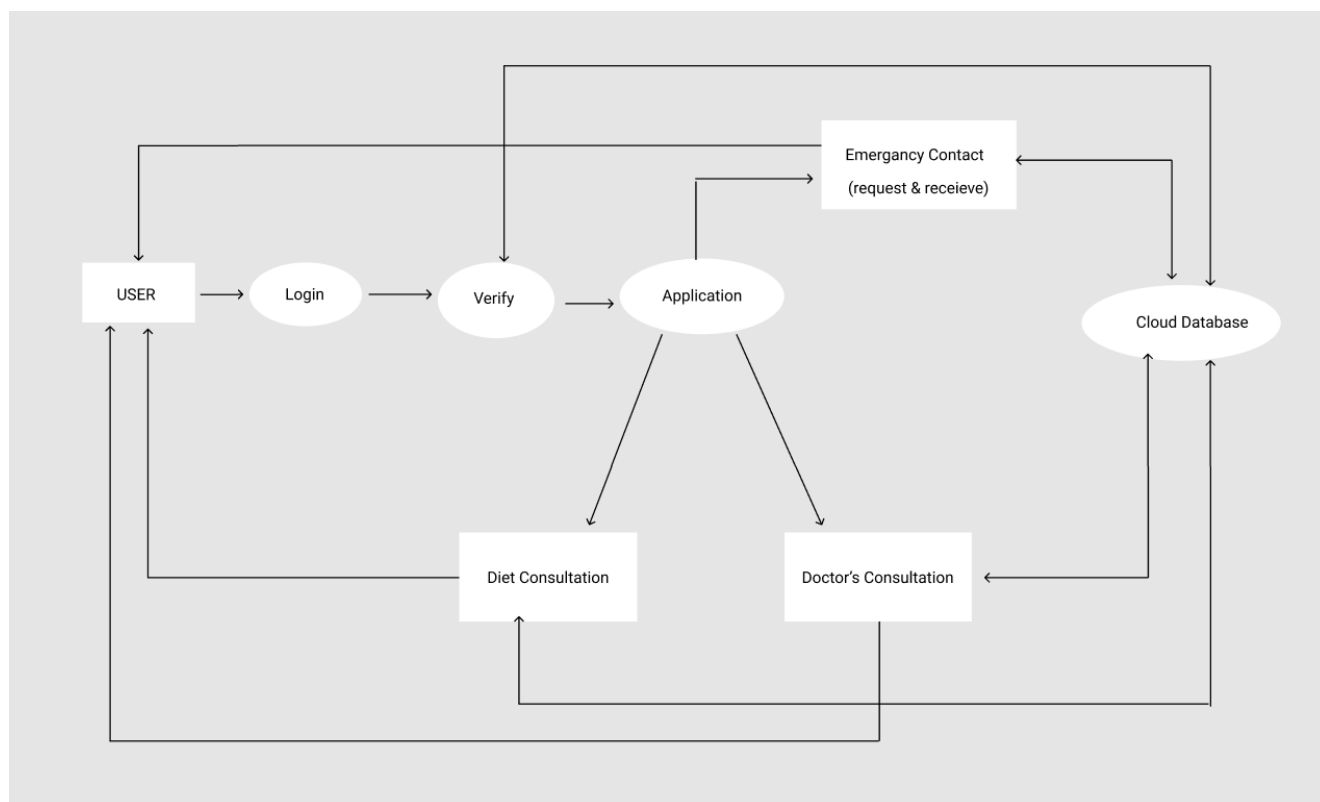 Emergancy Contact
(request & receieve)
USER
Login
Verify
Application
Cloud Database
Diet Consultation
Doctor’s Consultation